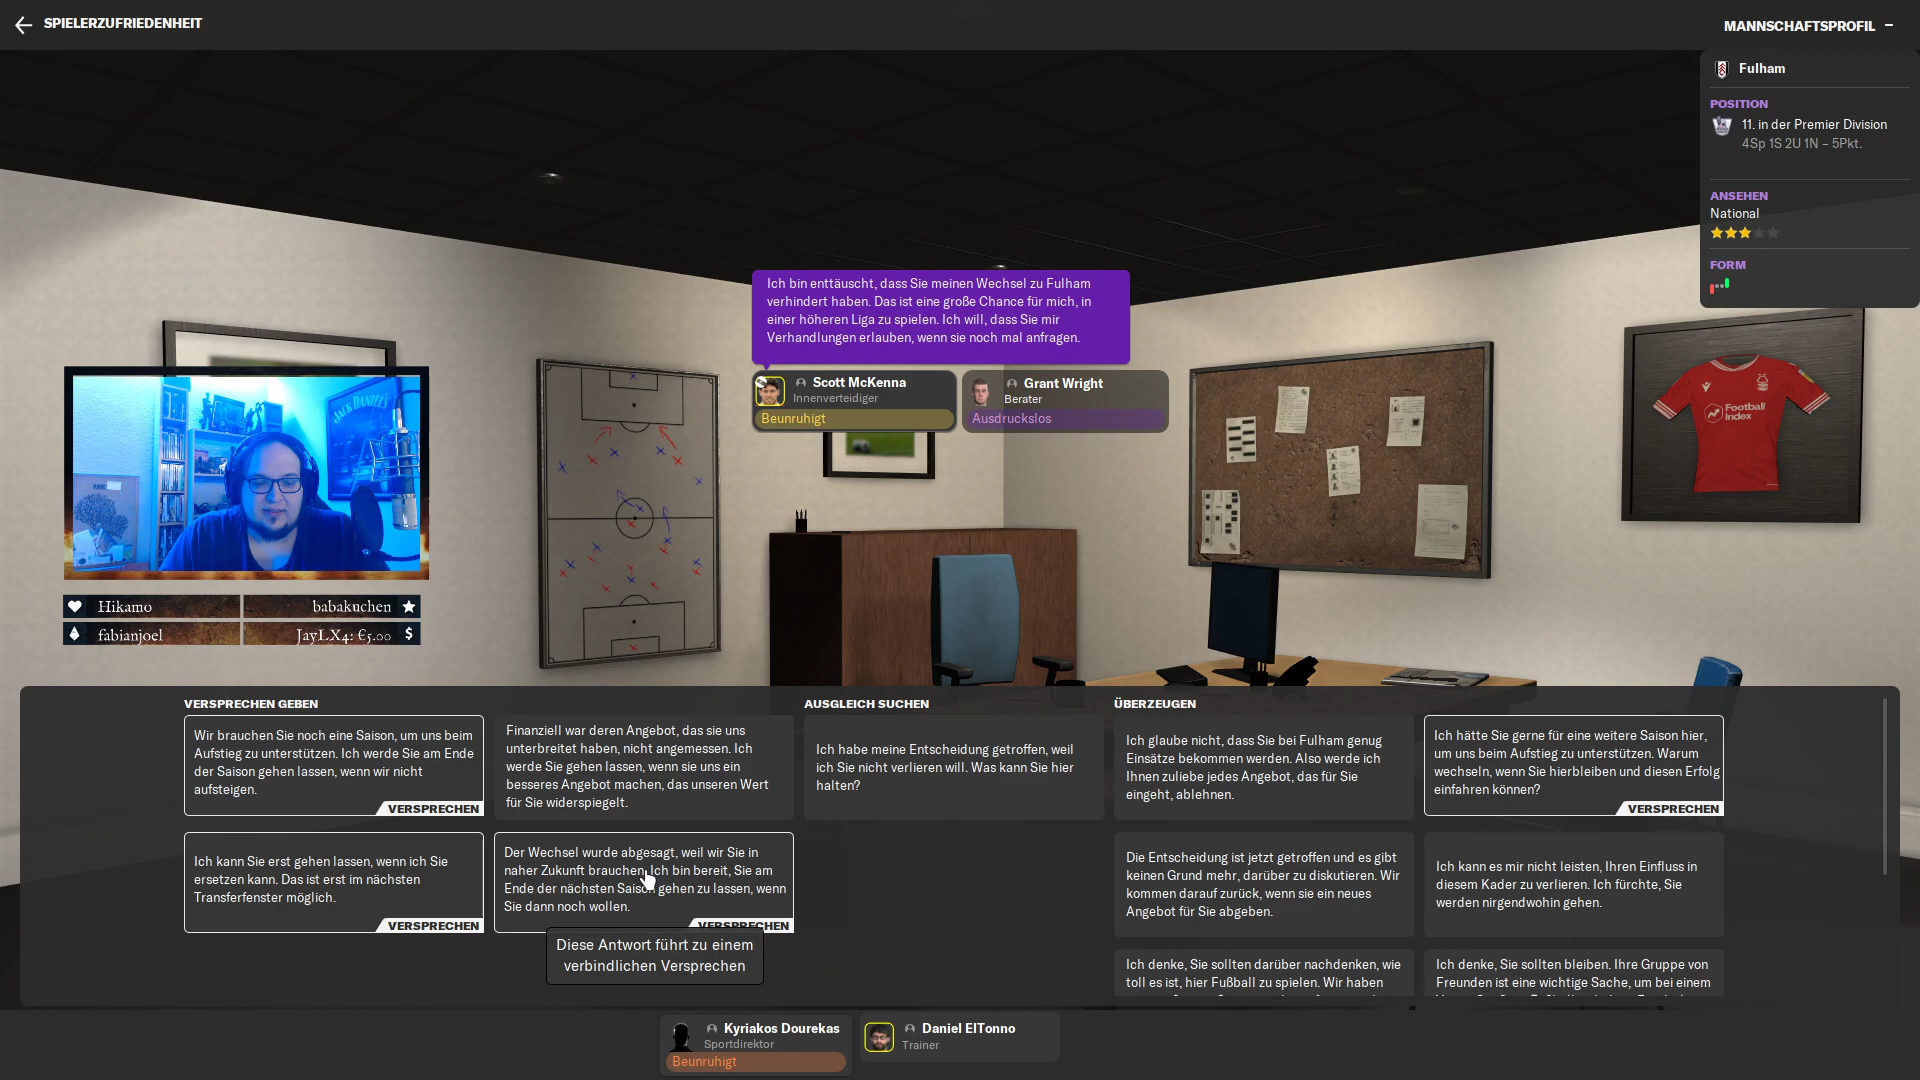 SPIELERZUFRIEDENHEIT
MANNSCHAFTSPROFIL
Fulham
POSITION
11. in der Premier Division
4Sp 1S 2U 1N – 5Pkt.
ANSEHEN
National
FORM
Ich bin enttäuscht, dass Sie meinen Wechsel zu Fulham
verhindert haben. Das ist eine große Chance für mich, in
einer höheren Liga zu spielen. Ich will, dass Sie mir
Verhandlungen erlauben, wenn sie noch mal anfragen.
Scott McKenna
Innenverteidiger
Beunruhigt
Grant Wright
Berater
Ausdruckslos
JACK DANIEL'S
Football
Index
Hikamo
babakuchen
fabianjoel
JayLX4: €5.00 $
VERSPRECHEN GEBEN
Wir brauchen Sie noch eine Saison, um uns beim
Aufstieg zu unterstützen. Ich werde Sie am Ende
der Saison gehen lassen, wenn wir nicht
aufsteigen.
VERSPRECHEN
Finanziell war deren Angebot, das sie uns
unterbreitet haben, nicht angemessen. Ich
werde Sie gehen lassen, wenn sie uns ein
besseres Angebot machen, das unseren Wert
für Sie widerspiegelt.
Ich kann Sie erst gehen lassen, wenn ich Sie
ersetzen kann. Das ist erst im nächsten
Transferfenster möglich.
VERSPRECHEN
Der Wechsel wurde abgesagt, weil wir Sie in
naher Zukunft brauchen. Ich bin bereit, Sie am
Ende der nächsten Saison gehen zu lassen, wenn
Sie dann noch wollen.
VERSPRECHEN
Diese Antwort führt zu einem
verbindlichen Versprechen
AUSGLEICH SUCHEN
Ich habe meine Entscheidung getroffen, weil
ich Sie nicht verlieren will. Was kann Sie hier
halten?
ÜBERZEUGEN
Ich glaube nicht, dass Sie bei Fulham genug
Einsätze bekommen werden. Also werde ich
Ihnen zuliebe jedes Angebot, das für Sie
eingeht, ablehnen.
Ich hätte Sie gerne für eine weitere Saison hier,
um uns beim Aufstieg zu unterstützen. Warum
wechseln, wenn Sie hierbleiben und diesen Erfolg
einfahren können?
VERSPRECHEN
Die Entscheidung ist jetzt getroffen und es gibt
keinen Grund mehr, darüber zu diskutieren. Wir
kommen darauf zurück, wenn sie ein neues
Angebot für Sie abgeben.
Ich kann es mir nicht leisten, Ihren Einfluss in
diesem Kader zu verlieren. Ich fürchte, Sie
werden nirgendwohin gehen.
Ich denke, Sie sollten darüber nachdenken, wie
toll es ist, hier Fußball zu spielen. Wir haben
Ich denke, Sie sollten bleiben. Ihre Gruppe von
Freunden ist eine wichtige Sache, um bei einem
Kyriakos Dourekas
Sportdirektor
Beunruhigt
Daniel ElTonno
Trainer